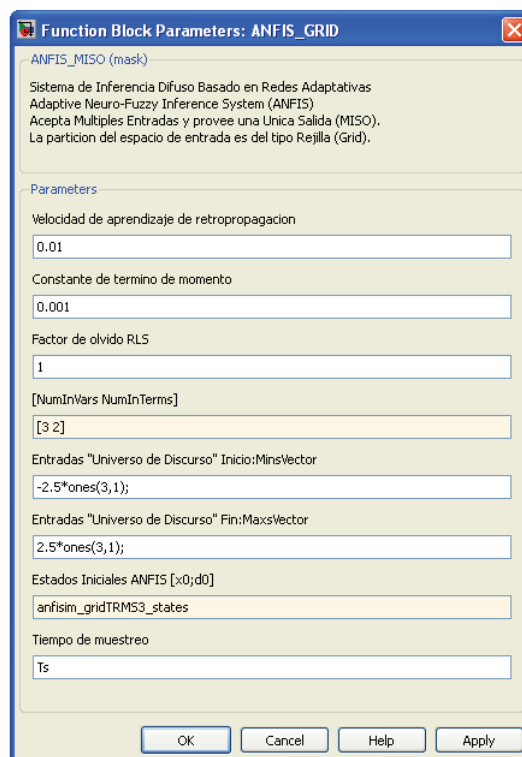 Function Block Parameters: ANFIS_GRID
ANFIS_MISO (mask)
Sistema de Inferencia Difuso Basado en Redes Adaptativas
Adaptive Neuro-Fuzzy Inference System (ANFIS)
Acepta Multiples Entradas y provee una Unica Salida (MISO).
La particion del espacio de entrada es del tipo Rejilla (Grid).
Parameters
Velocidad de aprendizaje de retropropagacion
0.01
Constante de termino de momento
0.001
Factor de olvido RLS
1
[NumInVars NumInTerms]
[3 2]
Entradas "Universo de Discurso" Inicio:MinsVector
-2.5*ones(3,1);
Entradas "Universo de Discurso" Fin:MaxsVector
2.5*ones(3,1);
Estados Iniciales ANFIS [x0;d0]
anfisim_gridTRMS3_states
Tiempo de muestreo
Ts
OK Cancel Help Apply